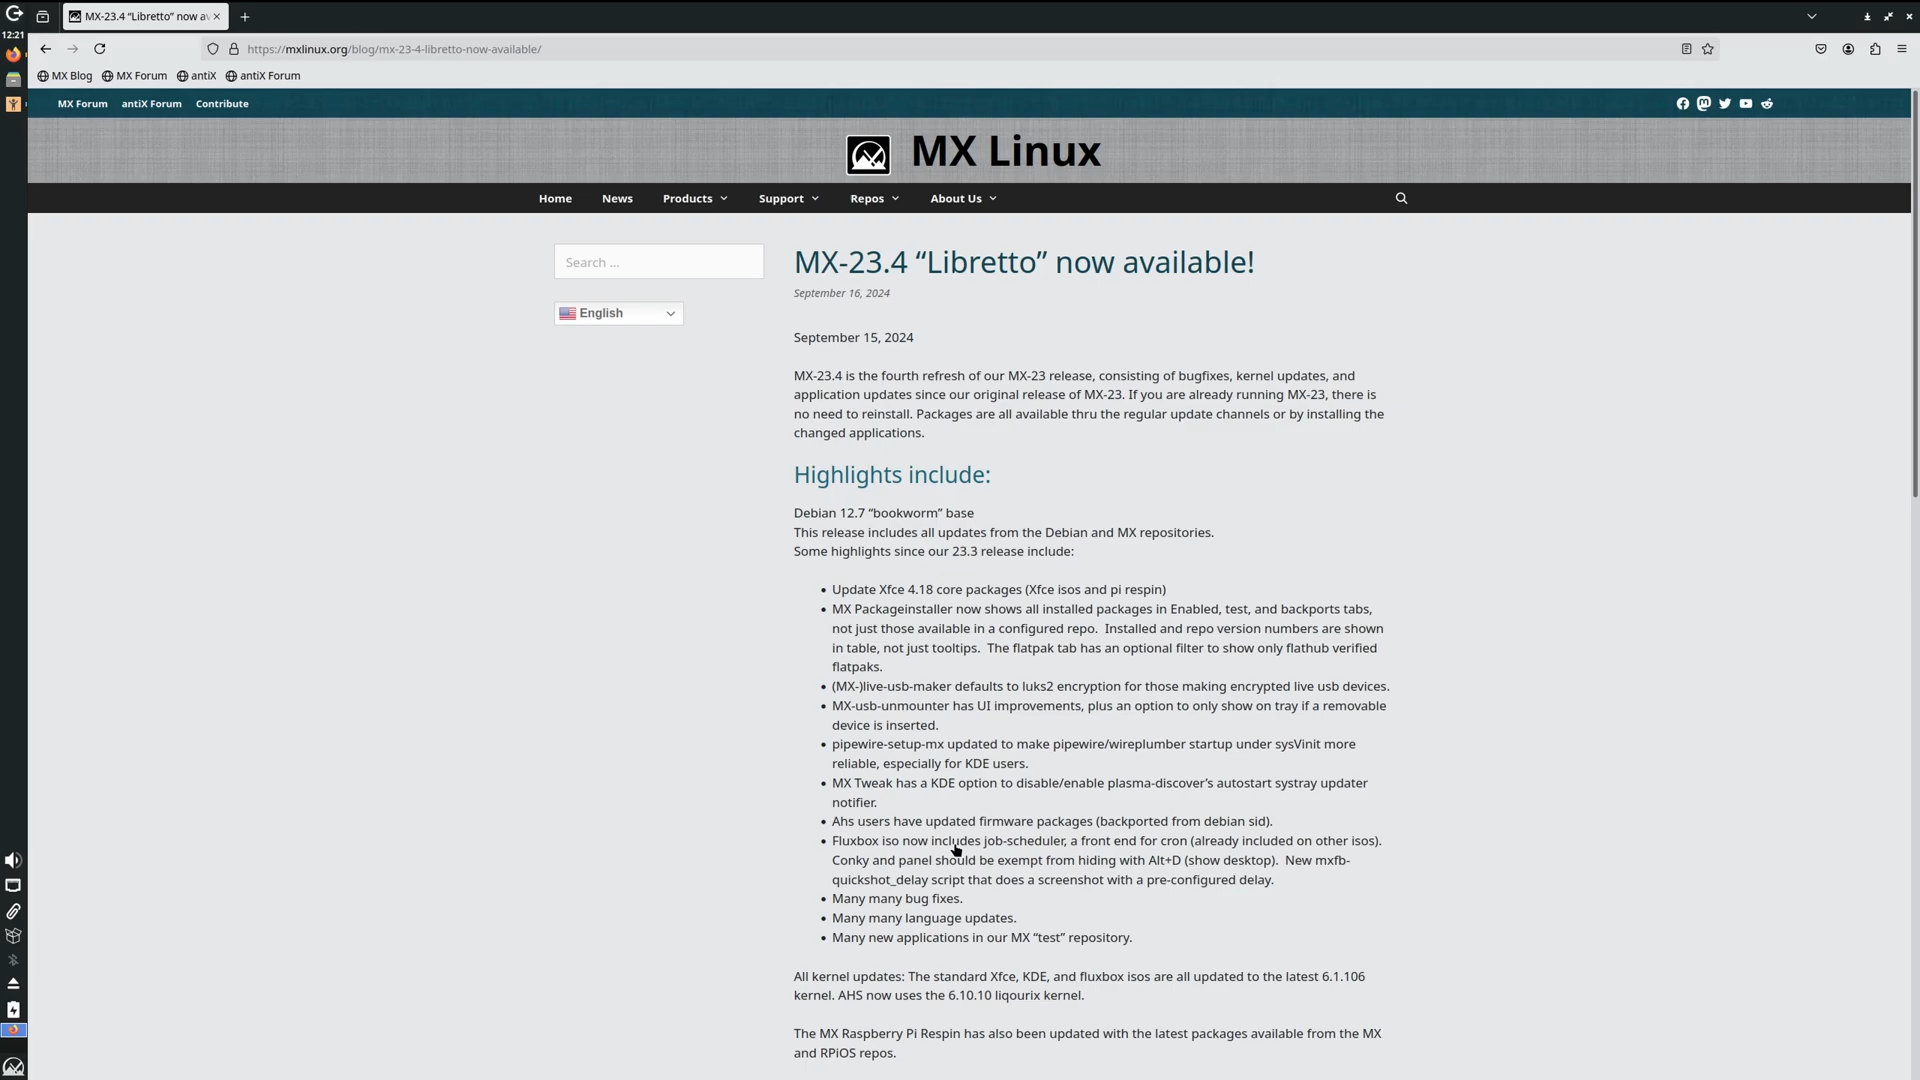 MX-23.4 “Libretto” now av
12:21
https://mxlinux.org/blog/mx-23-4-libretto-now-available/
MX Blog MX Forum antiX antiX Forum
MX Forum antiX Forum Contribute
MX Linux
Home News Products Support Repos About Us
Search ...
English
MX-23.4 “Libretto” now available!
September 16, 2024
September 15, 2024
MX-23.4 is the fourth refresh of our MX-23 release, consisting of bugfixes, kernel updates, and
application updates since our original release of MX-23. If you are already running MX-23, there is
no need to reinstall. Packages are all available thru the regular update channels or by installing the
changed applications.
Highlights include:
Debian 12.7 “bookworm” base
This release includes all updates from the Debian and MX repositories.
Some highlights since our 23.3 release include:
• Update Xfce 4.18 core packages (Xfce isos and pi respin)
• MX Packageinstaller now shows all installed packages in Enabled, test, and backports tabs,
not just those available in a configured repo. Installed and repo version numbers are shown
in table, not just tooltips. The flatpak tab has an optional filter to show only flathub verified
flatpaks.
• (MX-)live-usb-maker defaults to luks2 encryption for those making encrypted live usb devices.
• MX-usb-unmounter has UI improvements, plus an option to only show on tray if a removable
device is inserted.
• pipewire-setup-mx updated to make pipewire/wireplumber startup under sysVinit more
reliable, especially for KDE users.
• MX Tweak has a KDE option to disable/enable plasma-discover’s autostart systray updater
notifier.
• Ahs users have updated firmware packages (backported from debian sid).
• Fluxbox iso now includes job-scheduler, a front end for cron (already included on other isos).
Conky and panel should be exempt from hiding with Alt+D (show desktop). New mxfb-
quickshot_delay script that does a screenshot with a pre-configured delay.
• Many many bug fixes.
• Many many language updates.
• Many new applications in our MX “test” repository.
All kernel updates: The standard Xfce, KDE, and fluxbox isos are all updated to the latest 6.1.106
kernel. AHS now uses the 6.10.10 liqourix kernel.
The MX Raspberry Pi Respin has also been updated with the latest packages available from the MX
and RPiOS repos.